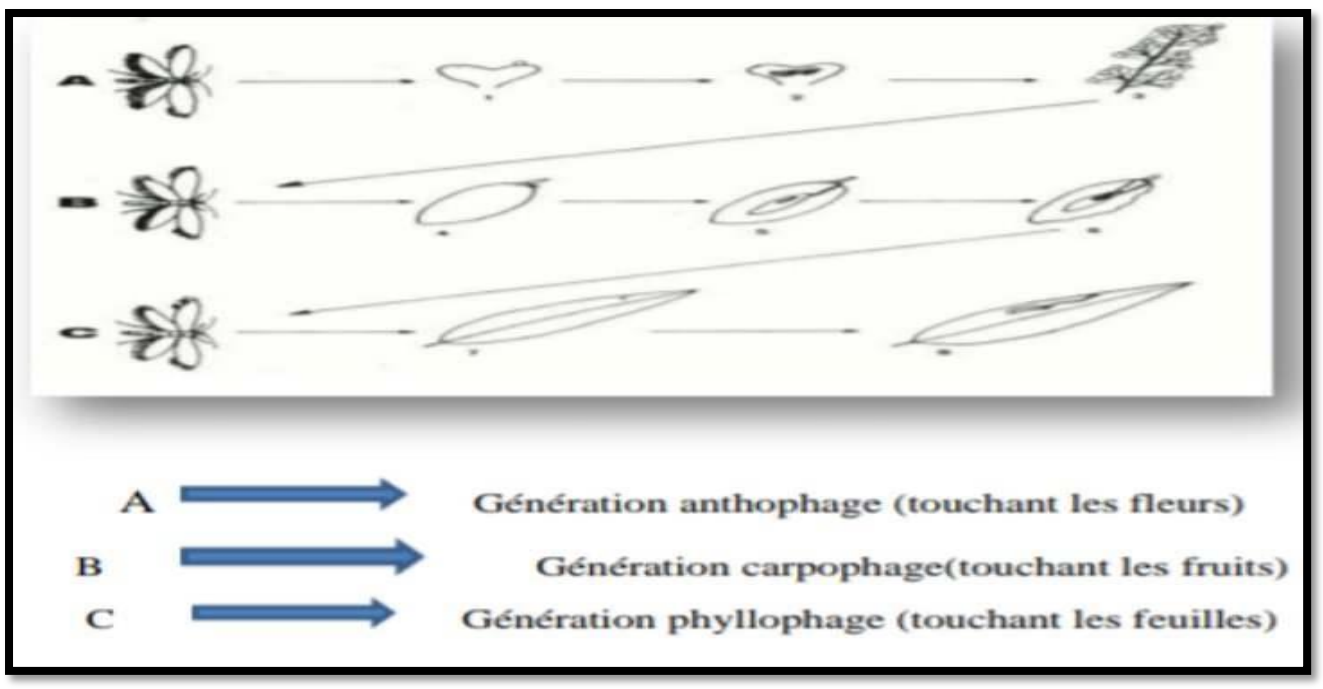 A
B
C
A Génération anthophage (touchant les fleurs)
B Génération carpophage(touchant les fruits)
C Génération phyllophage (touchant les feuilles)